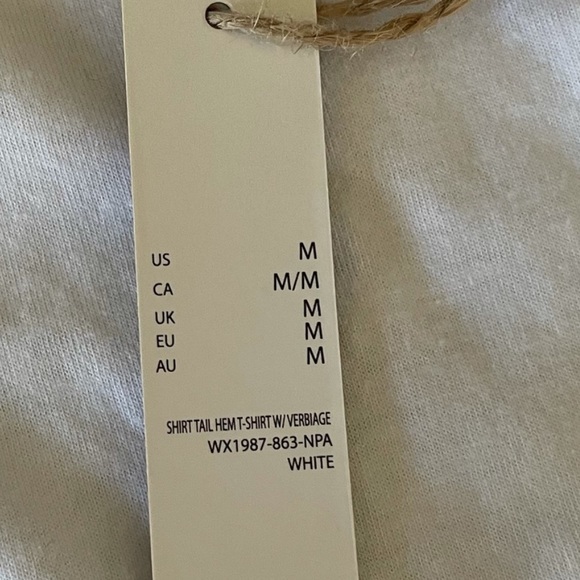 US M
CA M/M
UK M
EU M
AU M
SHIRT TAIL HEM T-SHIRT W/ VERBIAGE
WX1987-863-NPA
WHITE